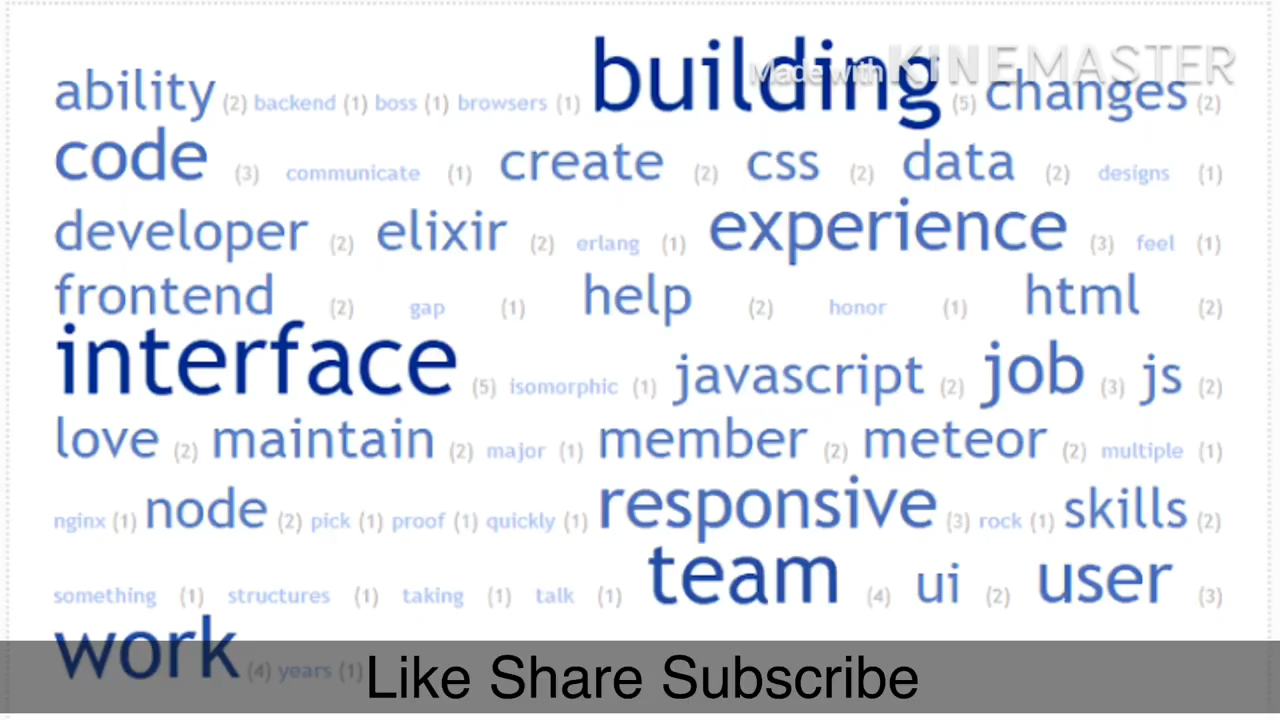 Made with KINEMASTER
ability (2) backend (1) boss (1) browsers (1) building (5) changes (2)
code (3) communicate (1) create (2) css (2) data (2) designs (1)
developer (2) elixir (2) erlang (1) experience (3) feel (1)
frontend (2) gap (1) help (2) honor (1) html (2)
interface (5) isomorphic (1) javascript (2) job (3) js (2)
love (2) maintain (2) major (1) member (2) meteor (2) multiple (1)
nginx (1) node (2) pick (1) proof (1) quickly (1) responsive (3) rock (1) skills (2)
something (1) structures (1) taking (1) talk (1) team (4) ui (2) user (3)
work (4) years (1)
Like Share Subscribe